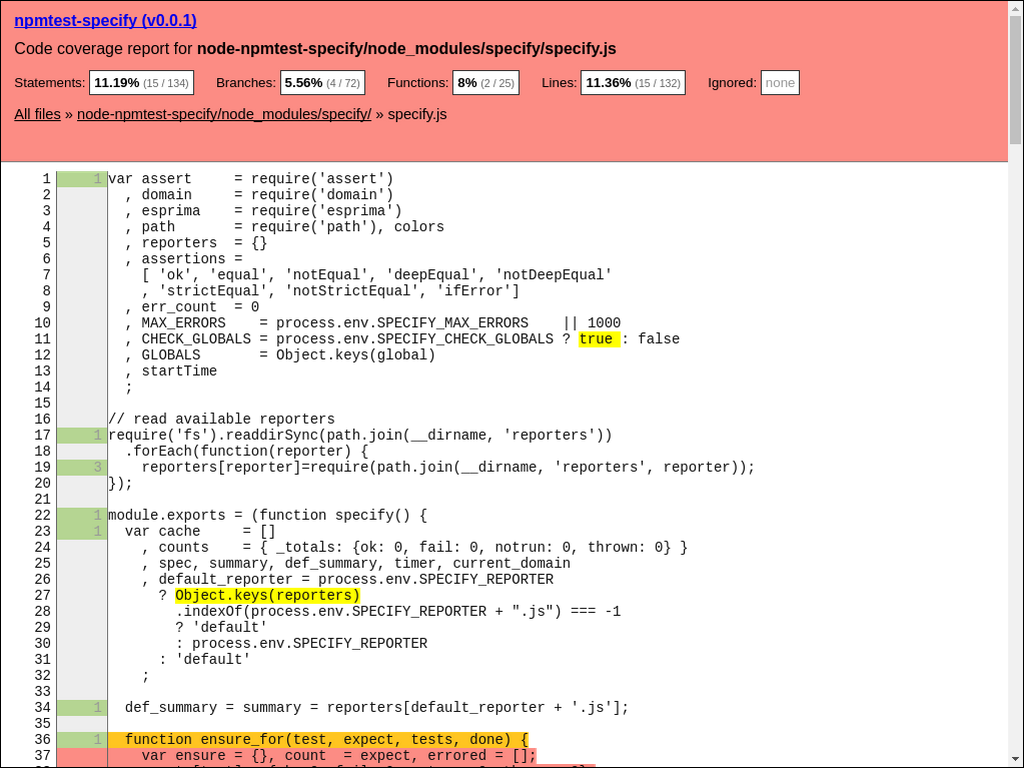 npmtest-specify (v0.0.1)
Code coverage report for node-npmtest-specify/node_modules/specify/specify.js
Statements: 11.19% (15 / 134) Branches: 5.56% (4 / 72) Functions: 8% (2 / 25) Lines: 11.36% (15 / 132) Ignored: none
All files » node-npmtest-specify/node_modules/specify/ » specify.js
1 1 var assert     = require('assert')
2   , domain     = require('domain')
3   , esprima    = require('esprima')
4   , path       = require('path'), colors
5   , reporters  = {}
6   , assertions =
7     [ 'ok', 'equal', 'notEqual', 'deepEqual', 'notDeepEqual'
8     , 'strictEqual', 'notStrictEqual', 'ifError']
9   , err_count  = 0
10   , MAX_ERRORS    = process.env.SPECIFY_MAX_ERRORS    || 1000
11   , CHECK_GLOBALS = process.env.SPECIFY_CHECK_GLOBALS ? true : false
12   , GLOBALS       = Object.keys(global)
13   , startTime
14   ;
15
16 // read available reporters
17 1 require('fs').readdirSync(path.join(__dirname, 'reporters'))
18   .forEach(function(reporter) {
19 3     reporters[reporter]=require(path.join(__dirname, 'reporters', reporter));
20 });
21
22 1 module.exports = (function specify() {
23 1   var cache     = []
24     , counts    = { _totals: {ok: 0, fail: 0, notrun: 0, thrown: 0} }
25     , spec, summary, def_summary, timer, current_domain
26     , default_reporter = process.env.SPECIFY_REPORTER
27       ? Object.keys(reporters)
28         .indexOf(process.env.SPECIFY_REPORTER + ".js") === -1
29         ? 'default'
30         : process.env.SPECIFY_REPORTER
31       : 'default'
32     ;
33
34 1   def_summary = summary = reporters[default_reporter + '.js'];
35
36 1   function ensure_for(test, expect, tests, done) {
37     var ensure = {}, count  = expect, errored = [];